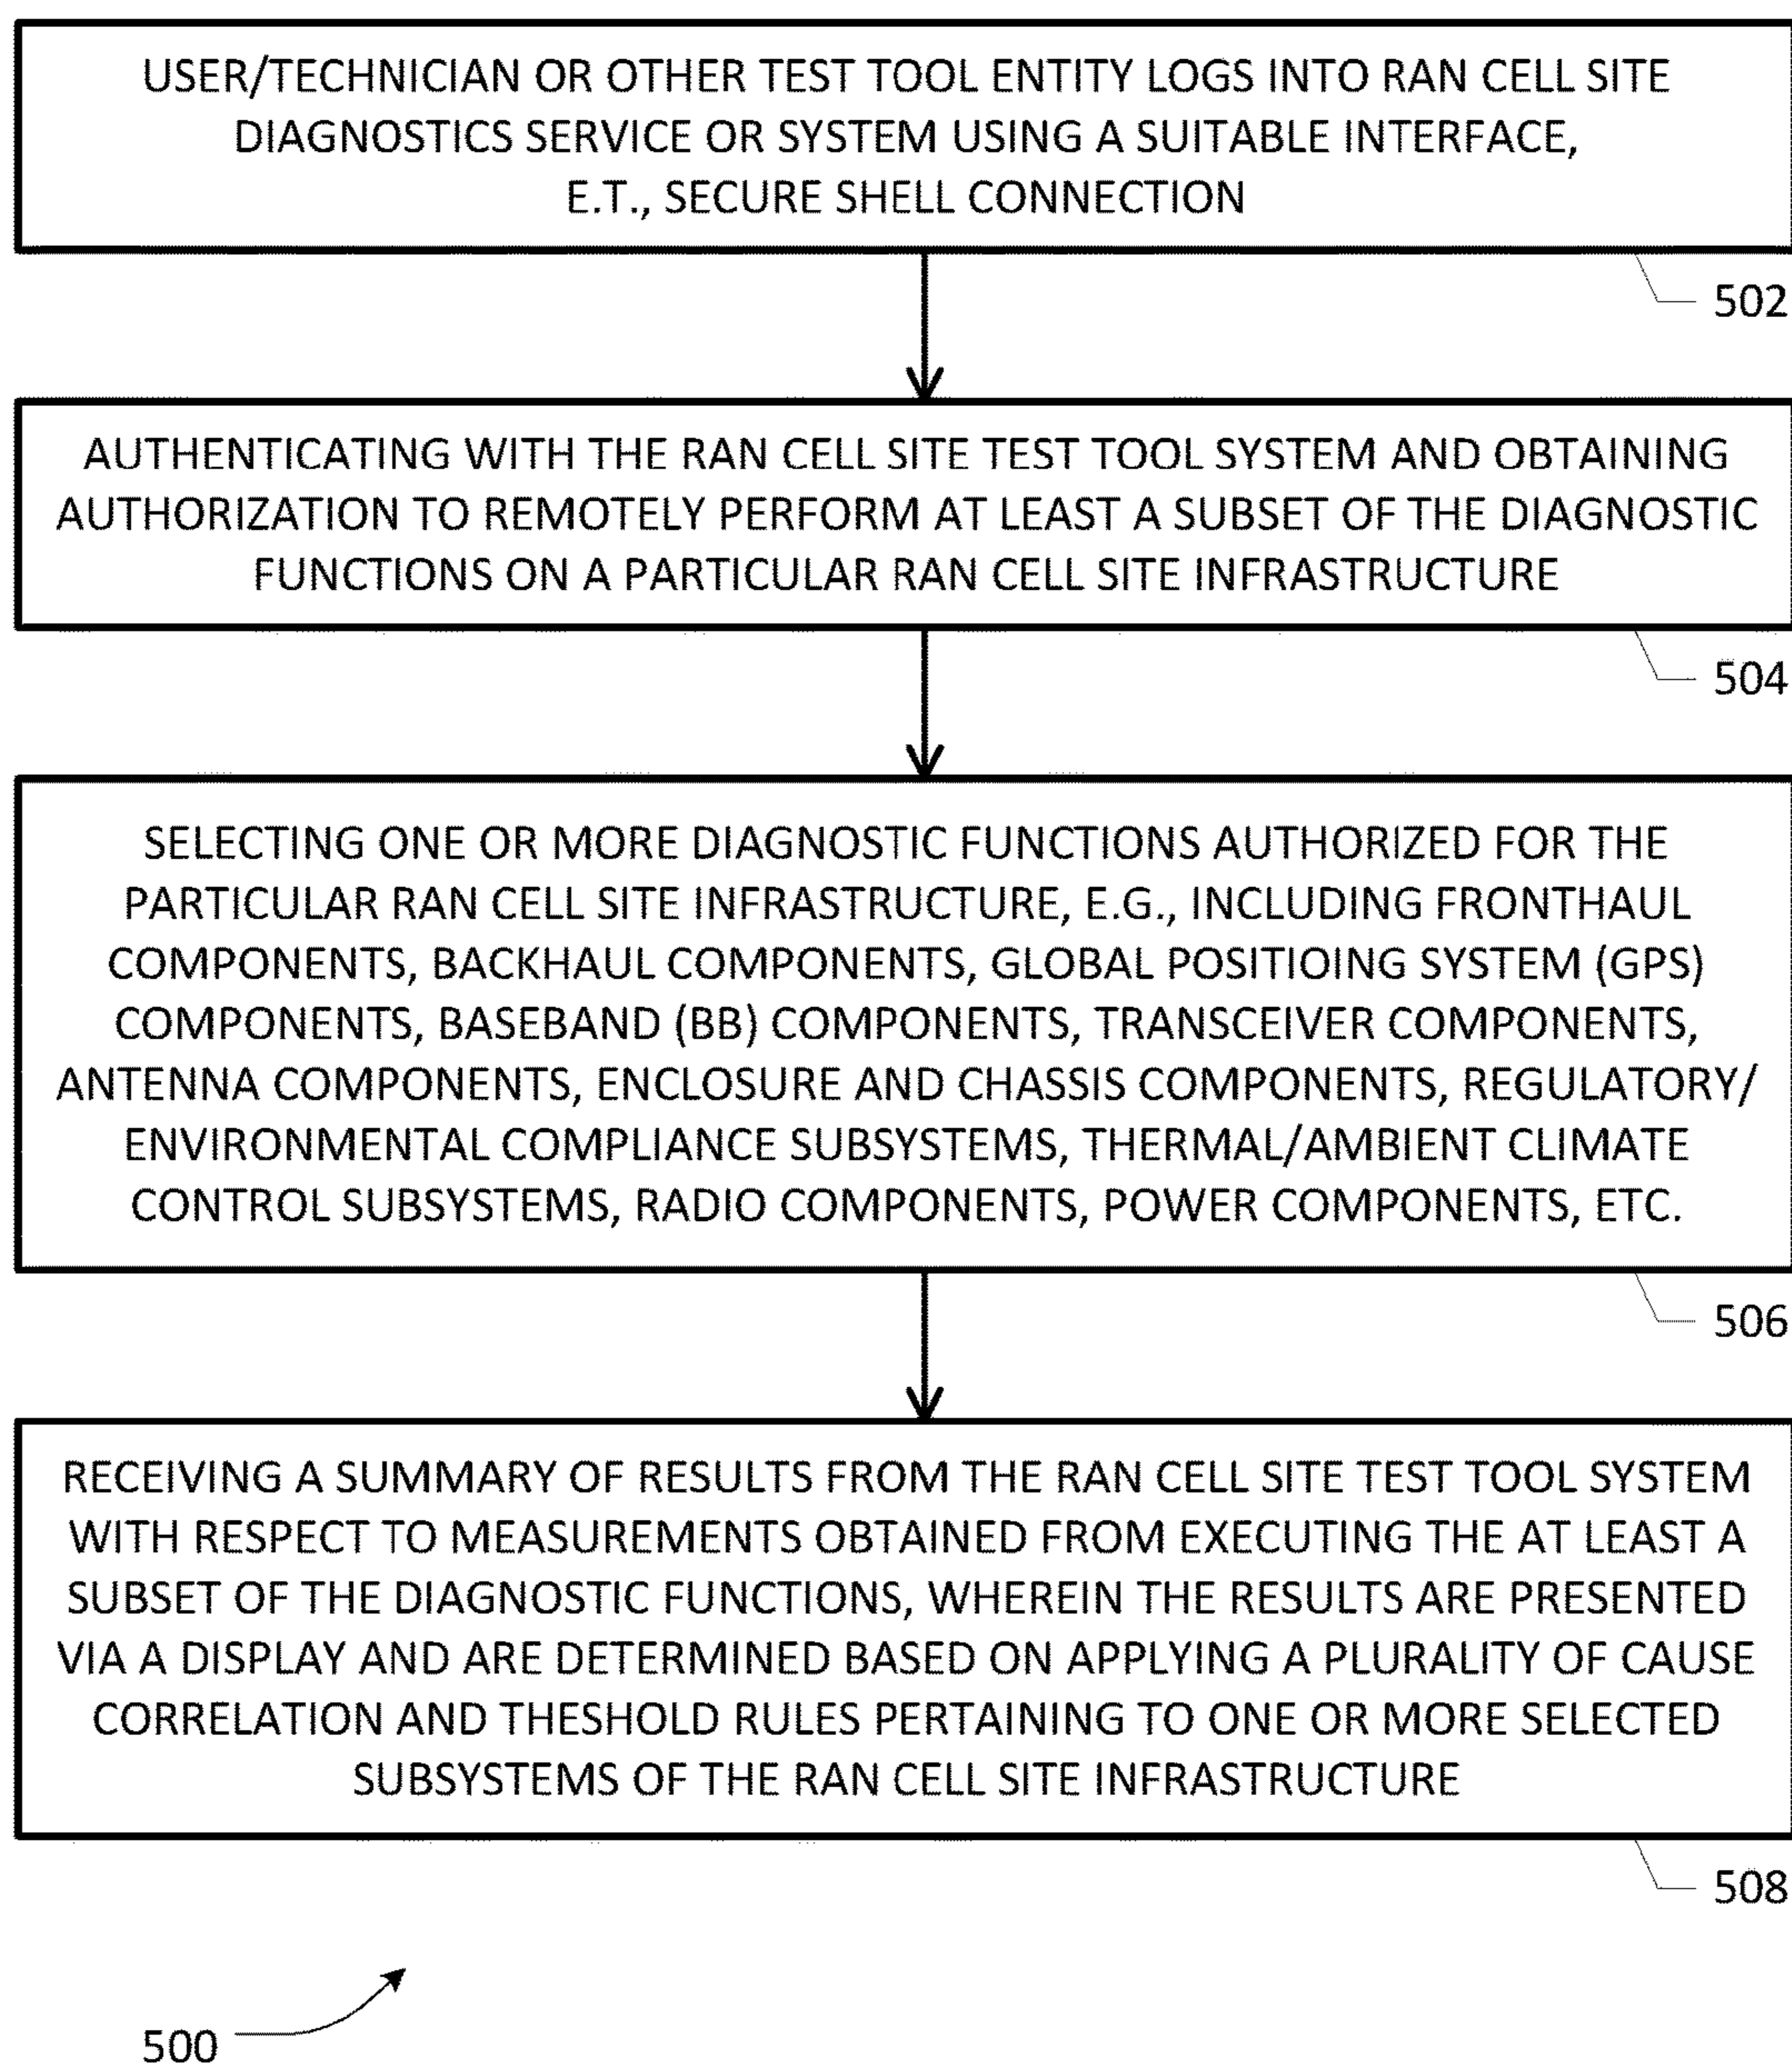 USER/TECHNICIAN OR OTHER TEST TOOL ENTITY LOGS INTO RAN CELL SITE
DIAGNOSTICS SERVICE OR SYSTEM USING A SUITABLE INTERFACE,
E.T., SECURE SHELL CONNECTION
502
AUTHENTICATING WITH THE RAN CELL SITE TEST TOOL SYSTEM AND OBTAINING
AUTHORIZATION TO REMOTELY PERFORM AT LEAST A SUBSET OF THE DIAGNOSTIC
FUNCTIONS ON A PARTICULAR RAN CELL SITE INFRASTRUCTURE
504
SELECTING ONE OR MORE DIAGNOSTIC FUNCTIONS AUTHORIZED FOR THE
PARTICULAR RAN CELL SITE INFRASTRUCTURE, E.G., INCLUDING FRONTHAUL
COMPONENTS, BACKHAUL COMPONENTS, GLOBAL POSITIOING SYSTEM (GPS)
COMPONENTS, BASEBAND (BB) COMPONENTS, TRANSCEIVER COMPONENTS,
ANTENNA COMPONENTS, ENCLOSURE AND CHASSIS COMPONENTS, REGULATORY/
ENVIRONMENTAL COMPLIANCE SUBSYSTEMS, THERMAL/AMBIENT CLIMATE
CONTROL SUBSYSTEMS, RADIO COMPONENTS, POWER COMPONENTS, ETC.
506
RECEIVING A SUMMARY OF RESULTS FROM THE RAN CELL SITE TEST TOOL SYSTEM
WITH RESPECT TO MEASUREMENTS OBTAINED FROM EXECUTING THE AT LEAST A
SUBSET OF THE DIAGNOSTIC FUNCTIONS, WHEREIN THE RESULTS ARE PRESENTED
VIA A DISPLAY AND ARE DETERMINED BASED ON APPLYING A PLURALITY OF CAUSE
CORRELATION AND THESHOLD RULES PERTAINING TO ONE OR MORE SELECTED
SUBSYSTEMS OF THE RAN CELL SITE INFRASTRUCTURE
508
500